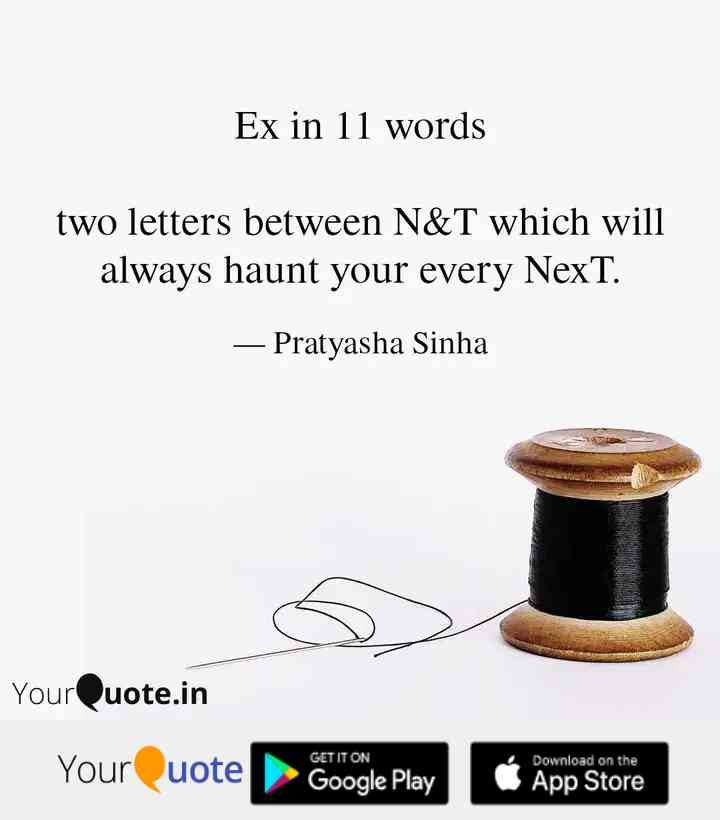 Ex in 11 words
two letters between N&T which will
always haunt your every NexT.
— Pratyasha Sinha
YourQuote.in
YourQuote
GET IT ON
Google Play
Download on the
App Store